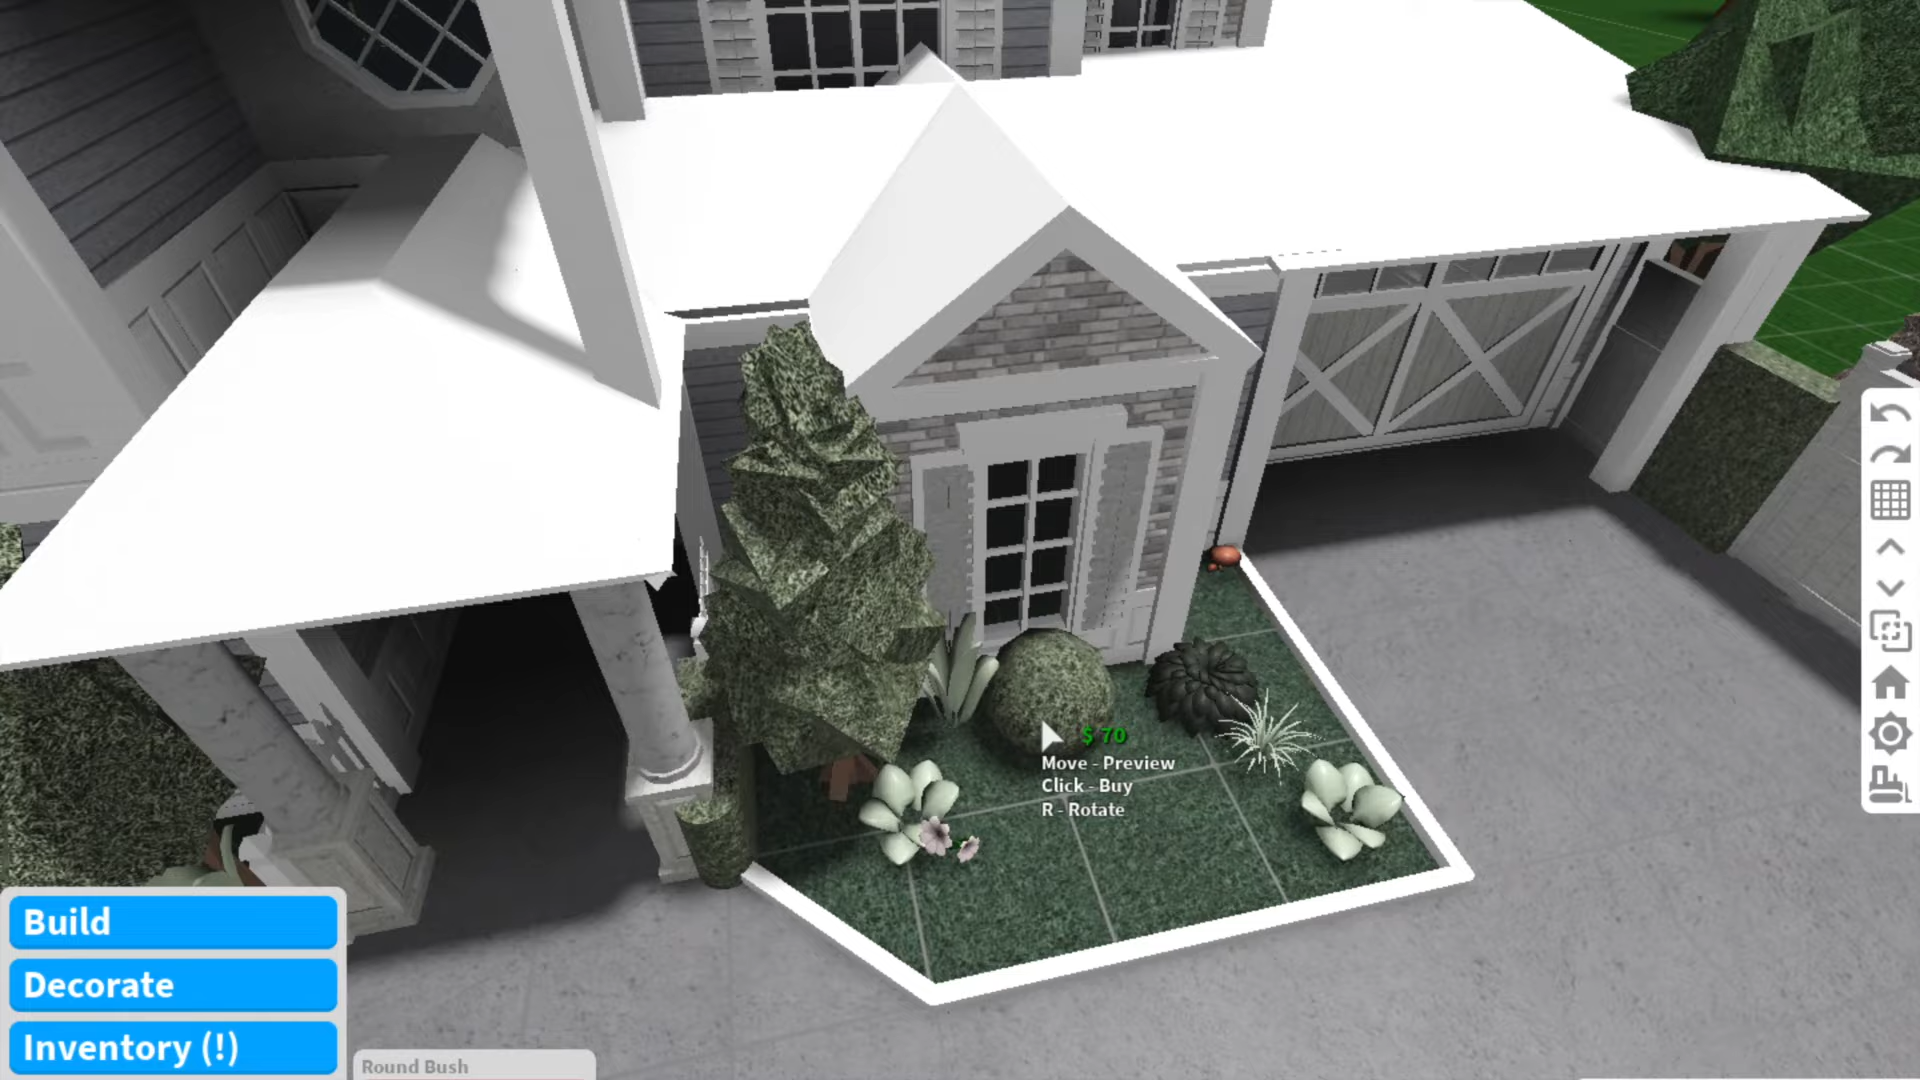 $ 70
Move - Preview
Click - Buy
R - Rotate
Build
Decorate
Inventory (!)
Round Bush